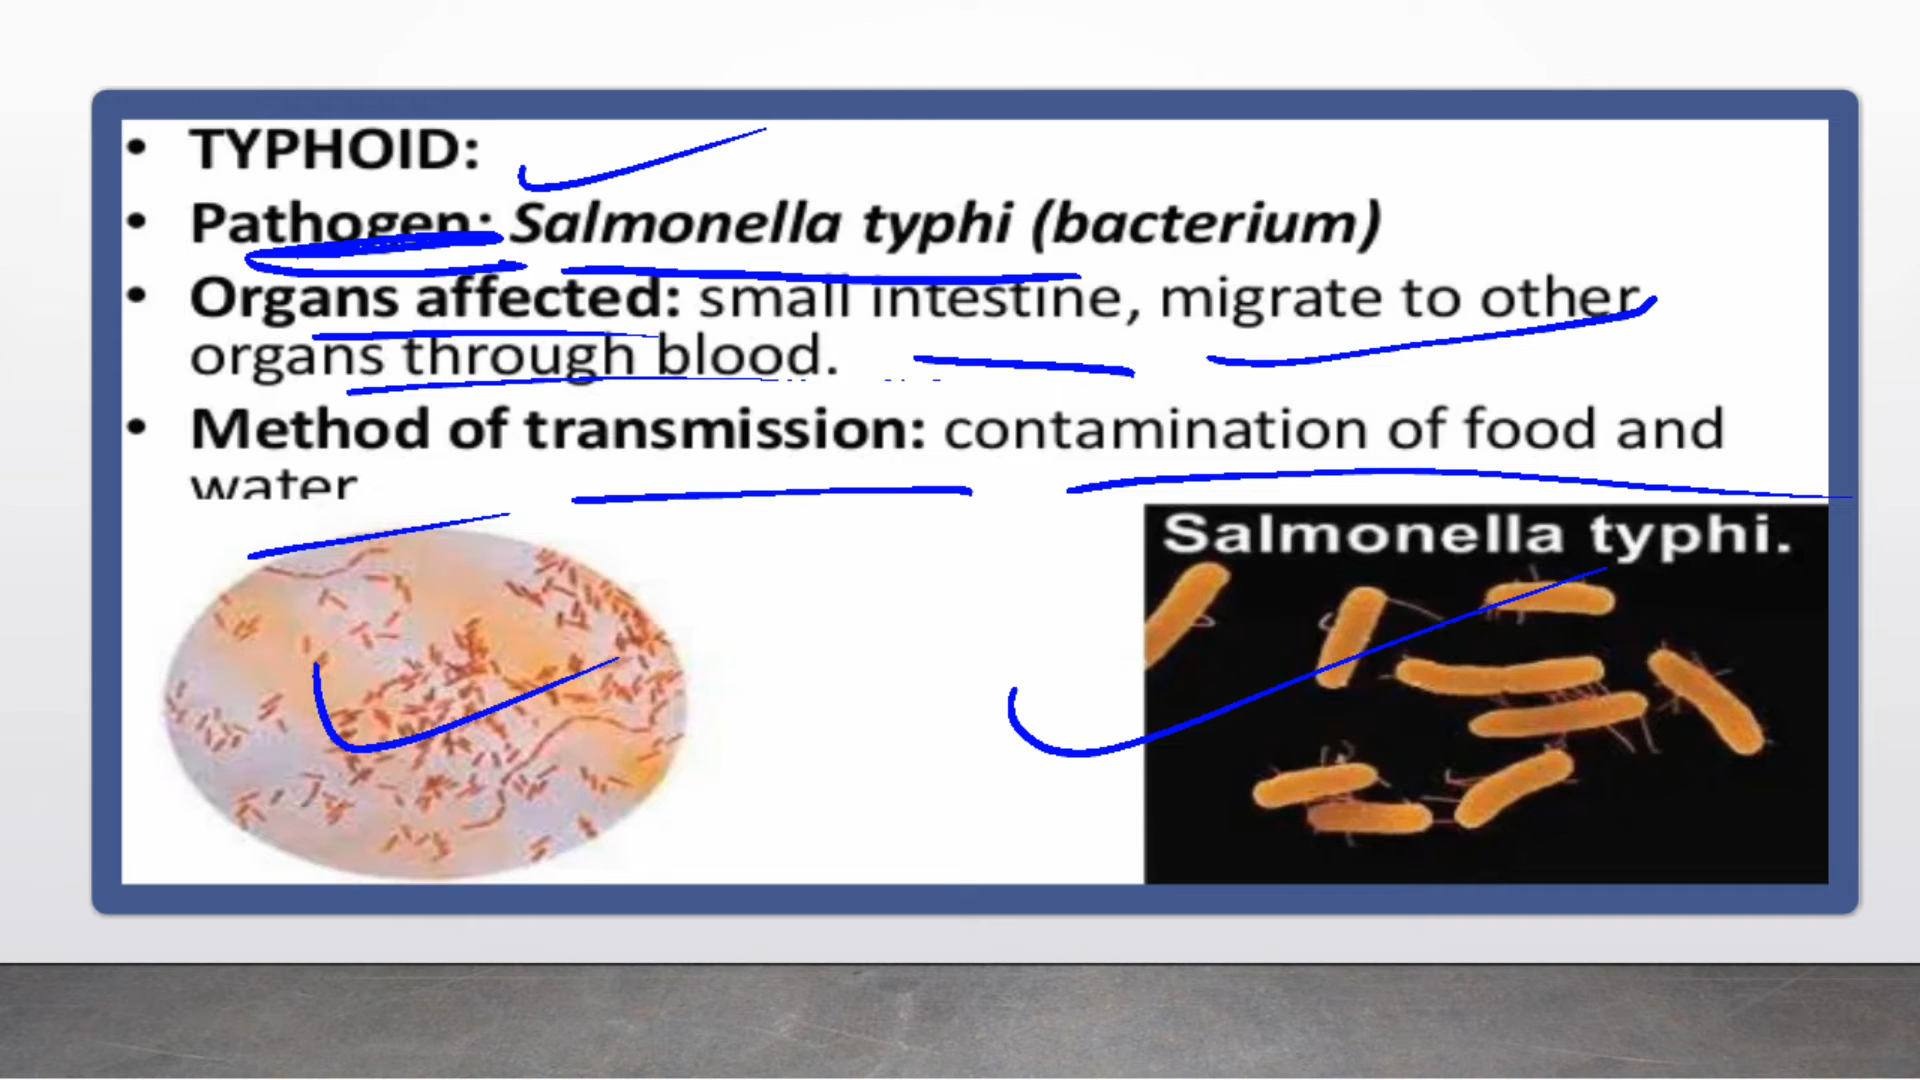 • TYPHOID:
• Pathogen: Salmonella typhi (bacterium)
• Organs affected: small intestine, migrate to other
organs through blood.
• Method of transmission: contamination of food and
water
Salmonella typhi.